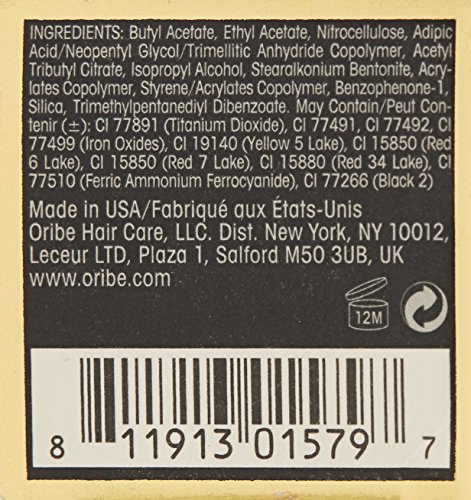 INGREDIENTS: Butyl Acetate, Ethyl Acetate, Nitrocellulose, Adipic
Acid/Neopentyl Glycol/Trimellitic Anhydride Copolymer, Acetyl
Tributyl Citrate, Isopropyl Alcohol, Stearalkonium Bentonite, Acry-
lates Copolymer, Styrene/Acrylates Copolymer, Benzophenone-1,
Silica, Trimethylpentanediyl Dibenzoate. May Contain/Peut Con-
tenir (±): CI 77891 (Titanium Dioxide), CI 77491, CI 77492, CI
77499 (Iron Oxides), CI 19140 (Yellow 5 Lake), CI 15850 (Red
6 Lake), CI 15850 (Red 7 Lake), CI 15880 (Red 34 Lake), CI
77510 (Ferric Ammonium Ferrocyanide), CI 77266 (Black 2)
Made in USA/Fabriqué aux États-Unis
Oribe Hair Care, LLC. Dist. New York, NY 10012,
Leceur LTD, Plaza 1, Salford M50 3UB, UK
www.oribe.com
12M
8 11913 01579 7